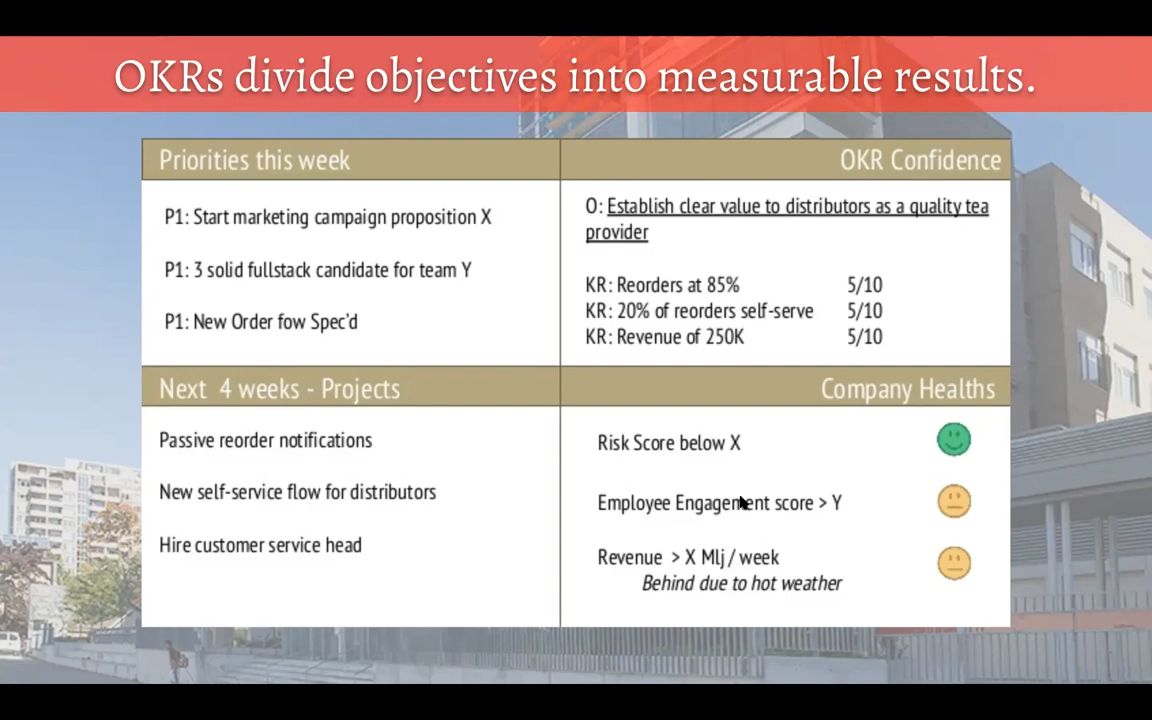 OKRs divide objectives into measurable results.
Priorities this week
P1: Start marketing campaign proposition X
P1: 3 solid fullstack candidate for team Y
P1: New Order fow Spec'd
OKR Confidence
O: Establish clear value to distributors as a quality tea
provider
KR: Reorders at 85% 5/10
KR: 20% of reorders self-serve 5/10
KR: Revenue of 250K 5/10
Next 4 weeks - Projects
Passive reorder notifications
New self-service flow for distributors
Hire customer service head
Company Healths
Risk Score below X
Employee Engagement score > Y
Revenue > X Mlj / week
Behind due to hot weather